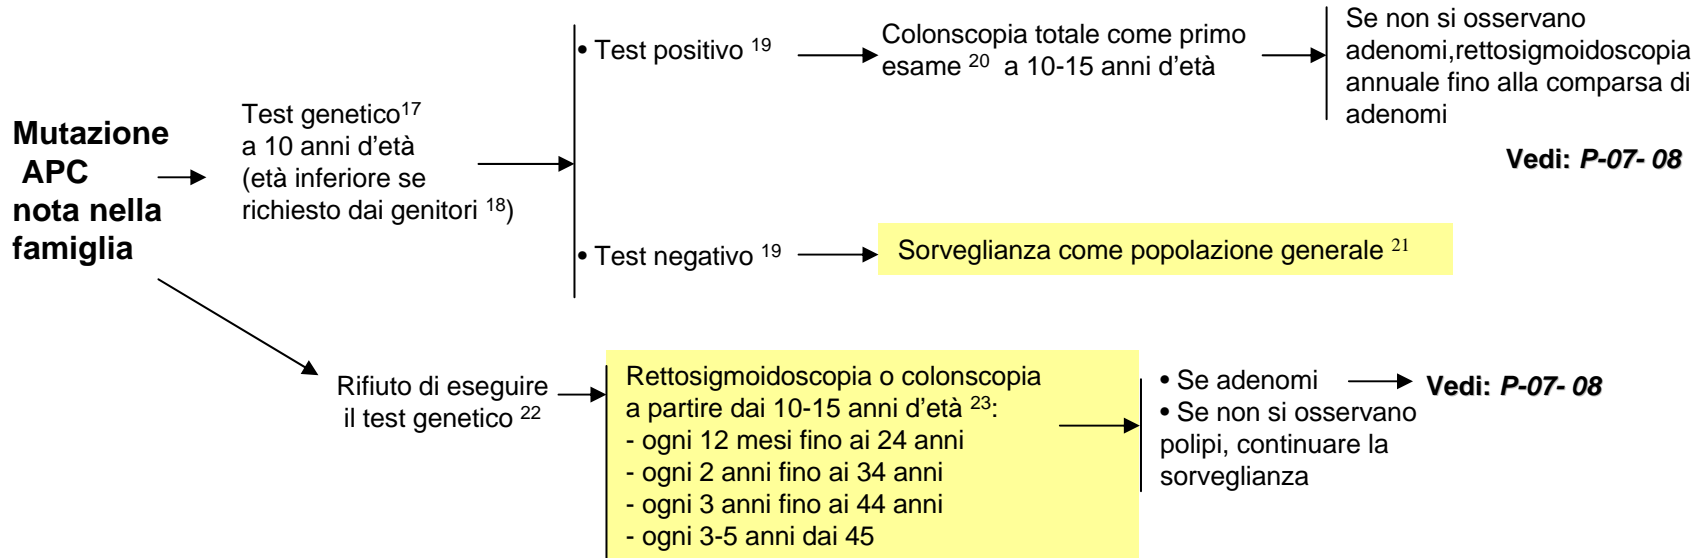 Mutazione
APC
nota nella
famiglia
Test genetico17
a 10 anni d'età
(età inferiore se
richiesto dai genitori 18)
• Test positivo 19
Colonscopia totale come primo
esame 20 a 10-15 anni d'età
Se non si osservano
adenomi,rettosigmoidoscopia
annuale fino alla comparsa di
adenomi
Vedi: P-07- 08
• Test negativo 19
Sorveglianza come popolazione generale 21
Rifiuto di eseguire
il test genetico 22
Rettosigmoidoscopia o colonscopia
a partire dai 10-15 anni d'età 23:
- ogni 12 mesi fino ai 24 anni
- ogni 2 anni fino ai 34 anni
- ogni 3 anni fino ai 44 anni
- ogni 3-5 anni dai 45
• Se adenomi
Vedi: P-07- 08
• Se non si osservano
polipi, continuare la
sorveglianza